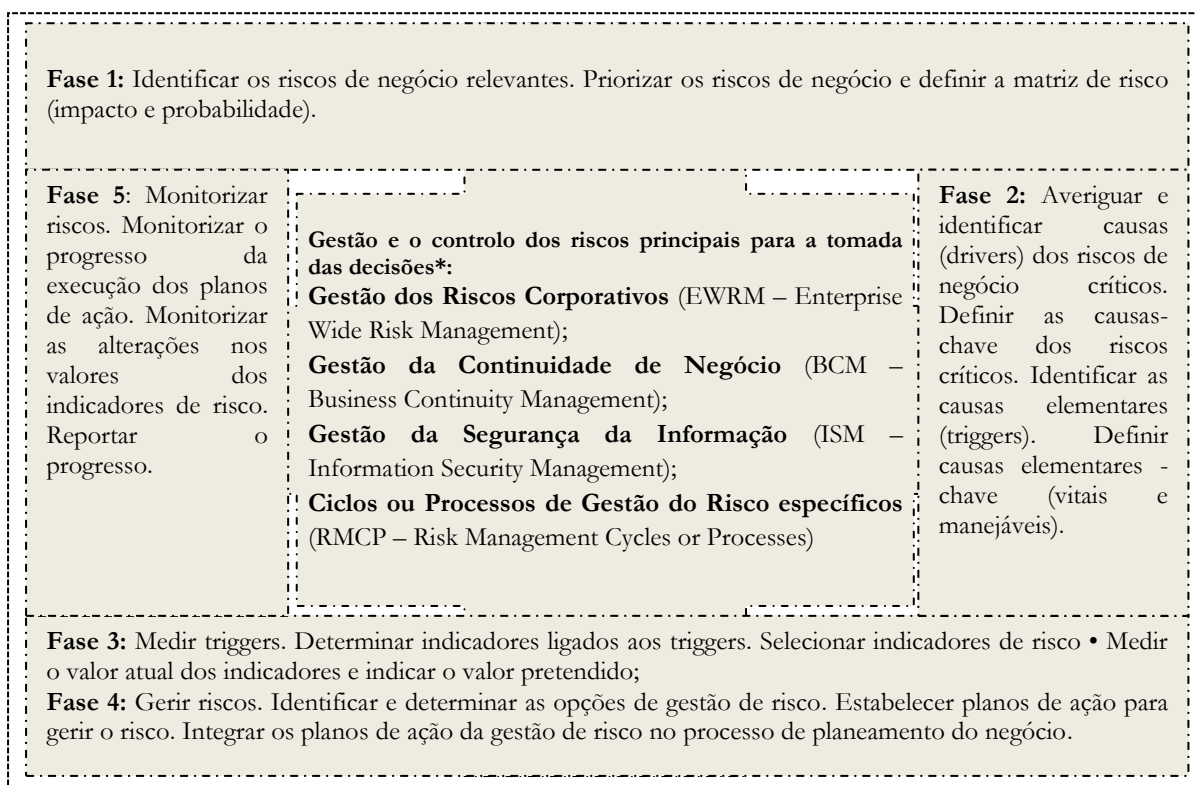 Fase 1: Identificar os riscos de negócio relevantes. Priorizar os riscos de negócio e definir a matriz de risco
(impacto e probabilidade).
Fase 5: Monitorizar
riscos. Monitorizar o
progresso da
execução dos planos
de ação. Monitorizar
as alterações nos
valores dos
indicadores de risco.
Reportar o
progresso.
Gestão e o controlo dos riscos principais para a tomada
das decisões*:
Gestão dos Riscos Corporativos (EWRM – Enterprise
Wide Risk Management);
Gestão da Continuidade de Negócio (BCM –
Business Continuity Management);
Gestão da Segurança da Informação (ISM –
Information Security Management);
Ciclos ou Processos de Gestão do Risco específicos
(RMCP – Risk Management Cycles or Processes)
Fase 2: Averiguar e
identificar causas
(drivers) dos riscos de
negócio críticos.
Definir as causas-
chave dos riscos
críticos. Identificar as
causas elementares
(triggers). Definir
causas elementares -
chave (vitais e
manejáveis).
Fase 3: Medir triggers. Determinar indicadores ligados aos triggers. Selecionar indicadores de risco • Medir
o valor atual dos indicadores e indicar o valor pretendido;
Fase 4: Gerir riscos. Identificar e determinar as opções de gestão de risco. Estabelecer planos de ação para
gerir o risco. Integrar os planos de ação da gestão de risco no processo de planeamento do negócio.